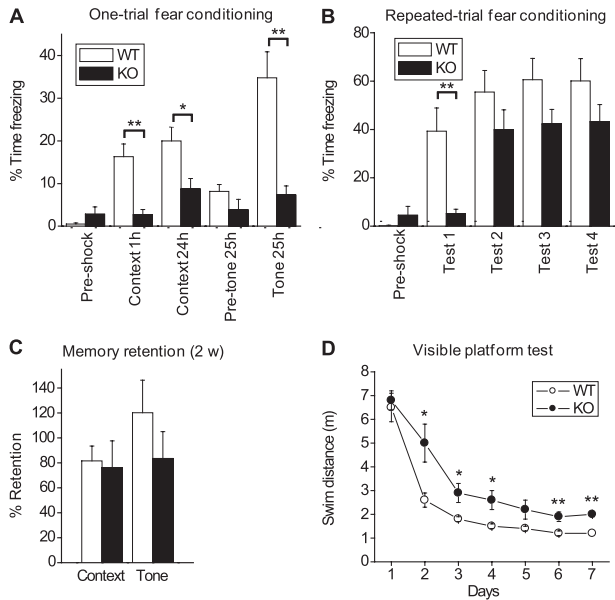 A
One-trial fear conditioning
% Time freezing
40
30
20
10
0
WT
KO
**
*
**
Pre-shock
Context 1h
Context 24h
Pre-tone 25h
Tone 25h
B
Repeated-trial fear conditioning
% Time freezing
80
60
40
20
0
WT
KO
**
Pre-shock
Test 1
Test 2
Test 3
Test 4
C
Memory retention (2 w)
% Retention
140
120
100
80
60
40
20
0
Context
Tone
D
Visible platform test
Swim distance (m)
8
7
6
5
4
3
2
1
0
WT
KO
*
*
*
**
**
1 2 3 4 5 6 7
Days